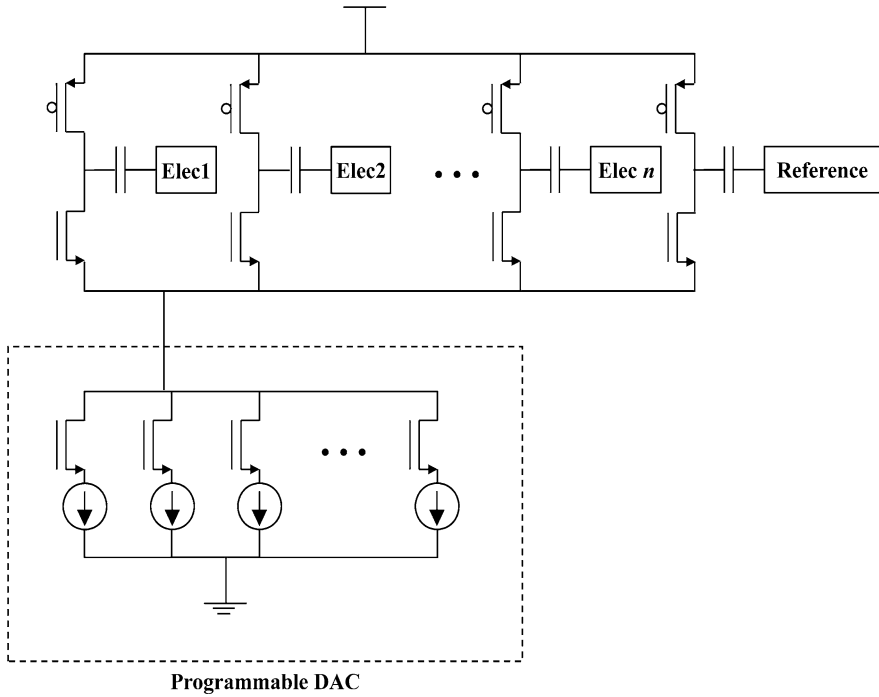 Elec1
Elec2
• • •
Elec n
Reference
• • •
Programmable DAC